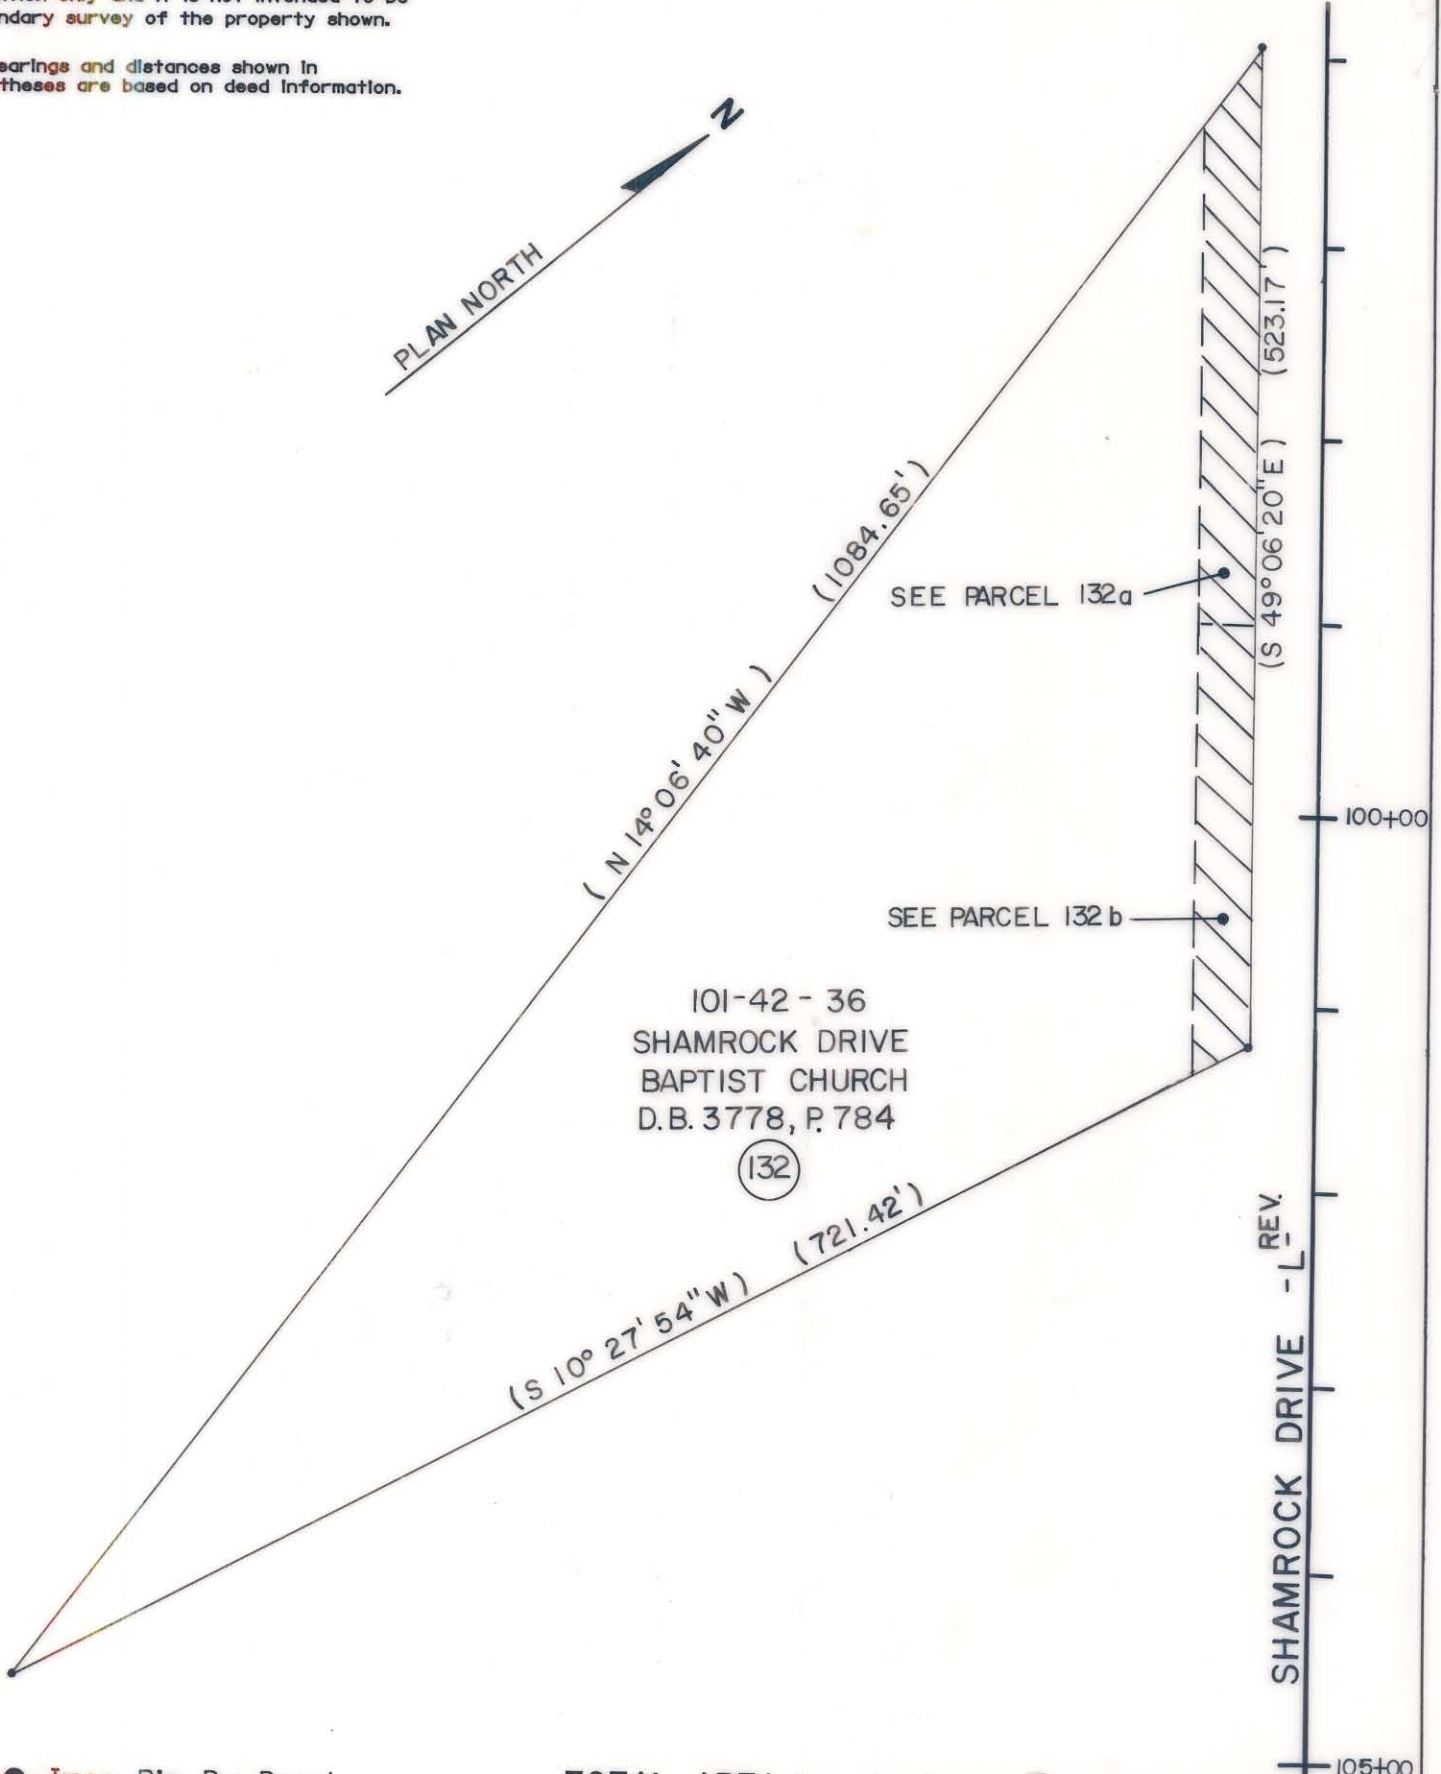 only
ndary survey of the property shown.
earings and distances shown in
theses are based on deed information.
N
PLAN NORTH
(523.17')
(1084.65')
(S 49°06'20"E )
SEE PARCEL 132a
( N 14°06'40"W )
100+00
SEE PARCEL 132b
101-42-36
SHAMROCK DRIVE
BAPTIST CHURCH
D.B. 3778, P. 784
132
(721.42')
(S 10°27'54"W)
SHAMROCK DRIVE -L REV.
105+00